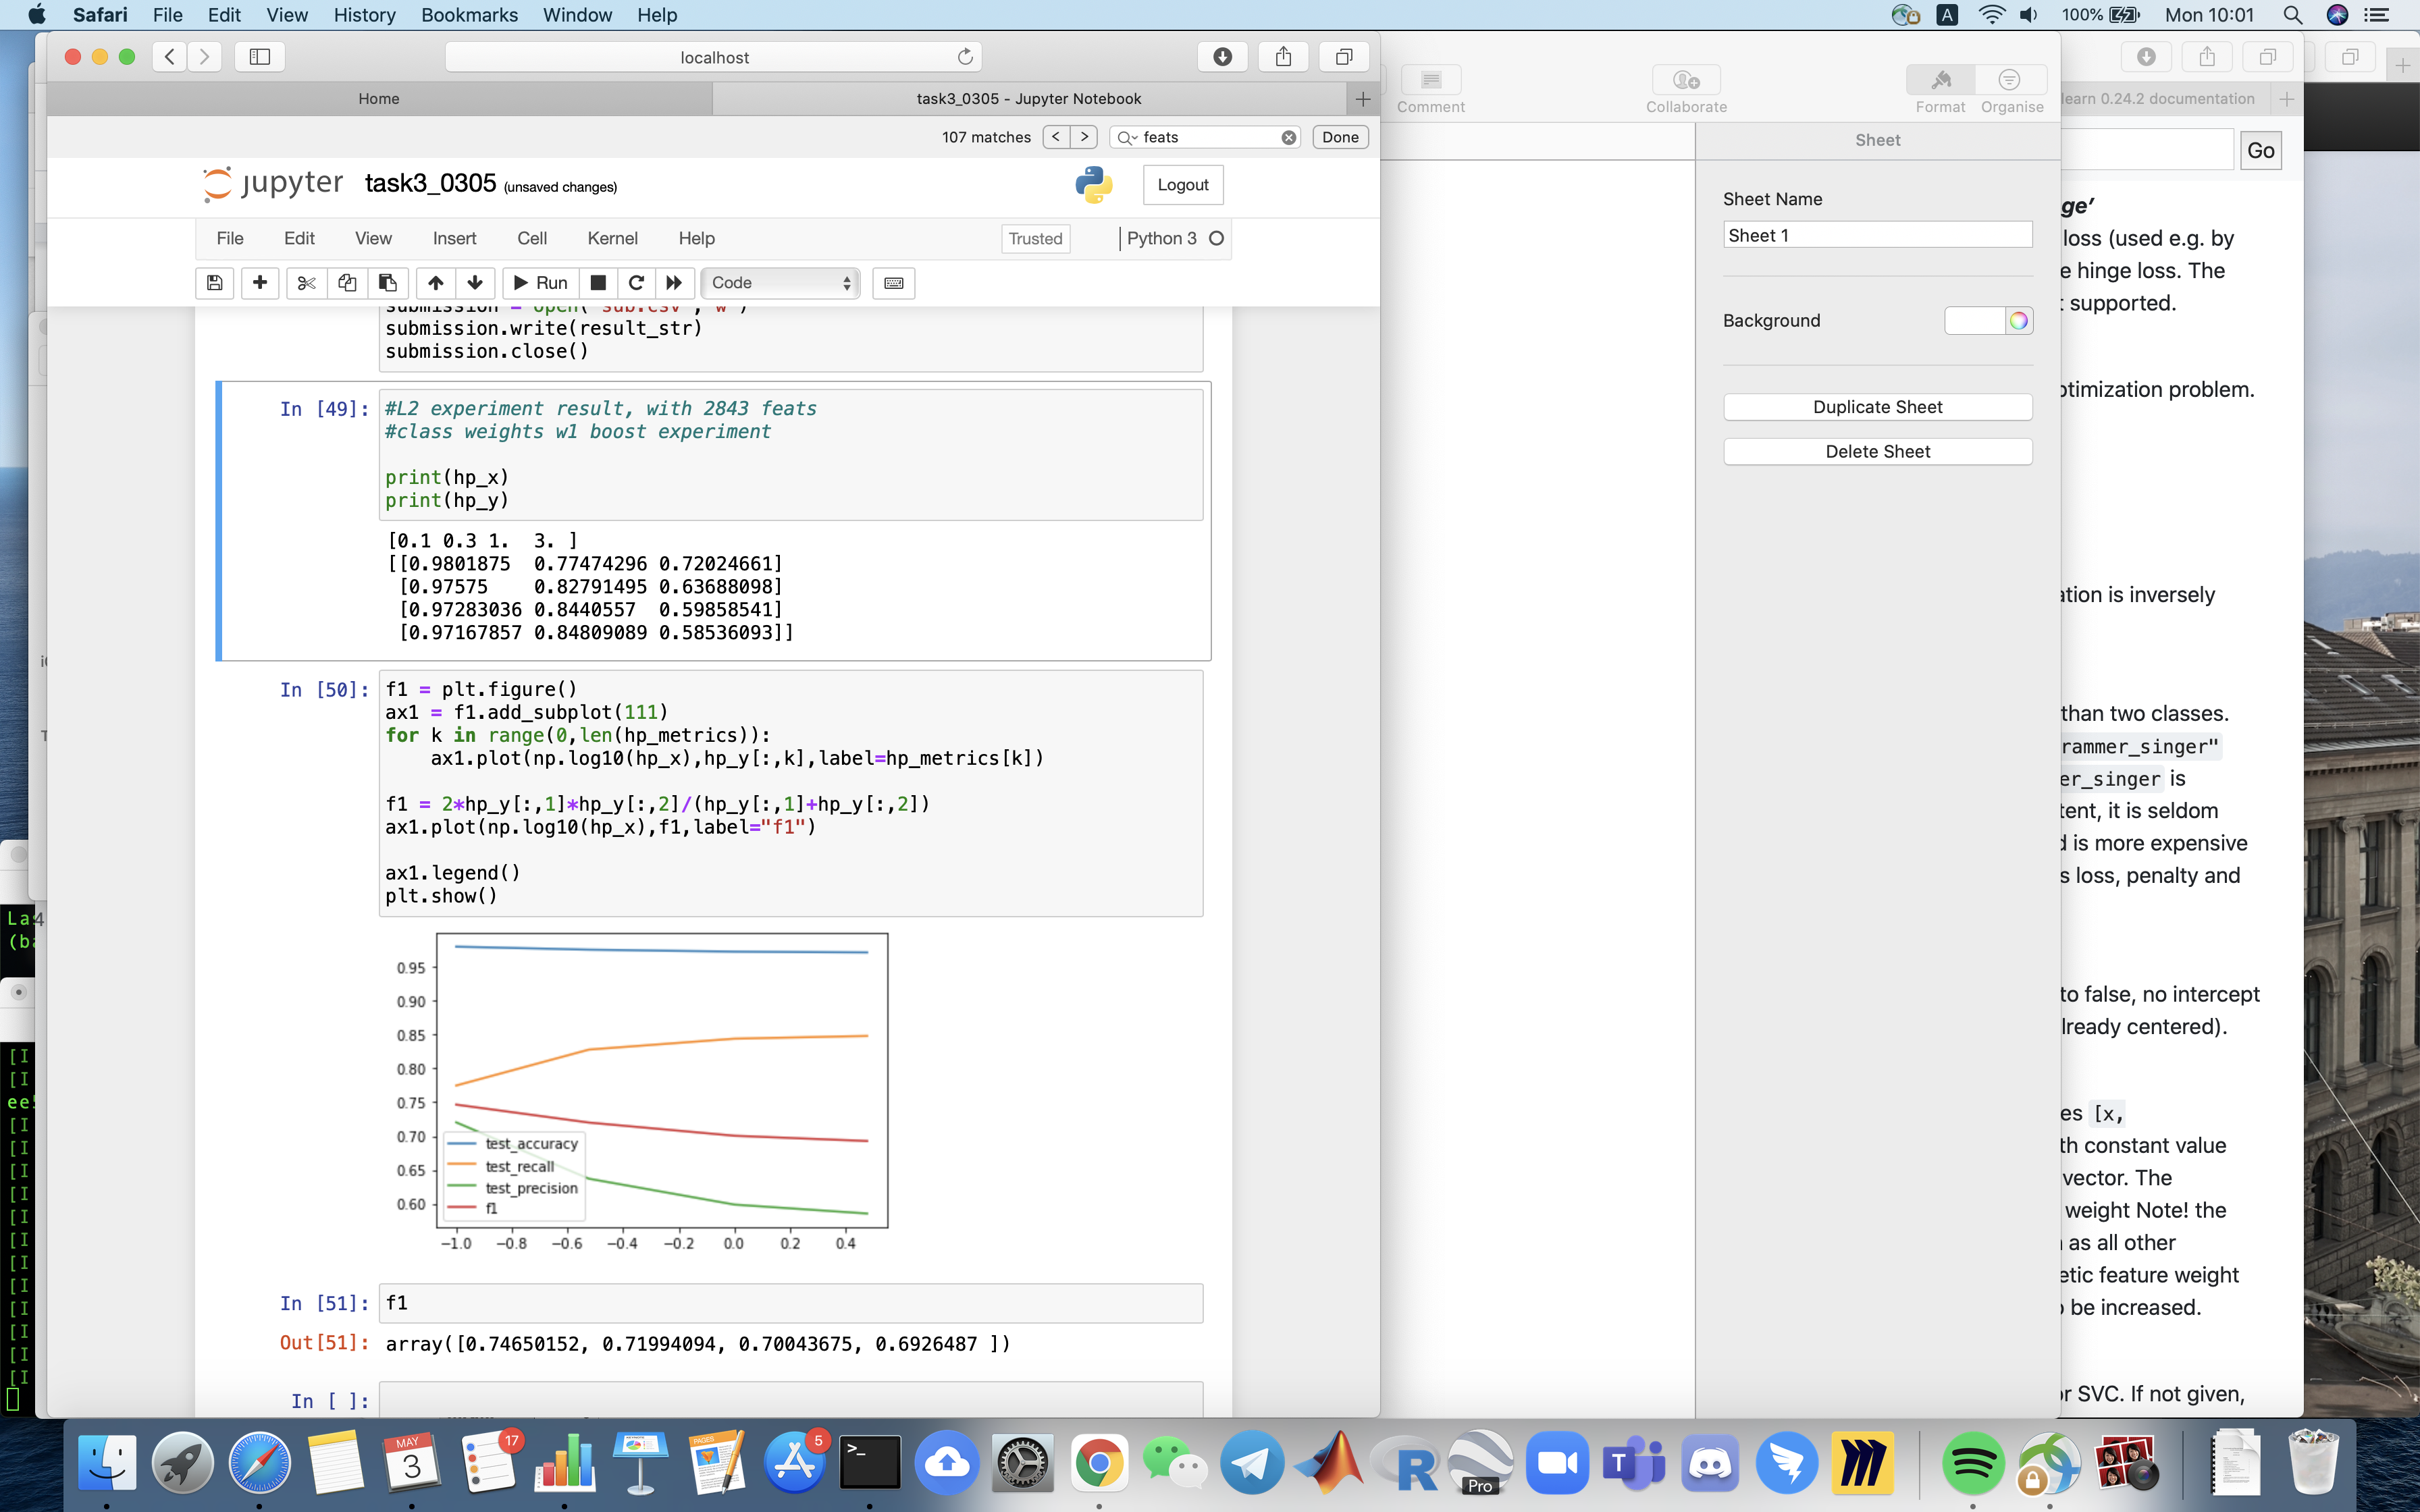 Safari File Edit View History Bookmarks Window Help
A 100% Mon 10:01
localhost
Home
task3_0305 - Jupyter Notebook
107 matches feats Done
jupyter task3_0305 (unsaved changes)
Logout
File Edit View Insert Cell Kernel Help
Trusted Python 3
Run Code
submission = open("sub.csv","w")
submission.write(result_str)
submission.close()
In [49]:
#L2 experiment result, with 2843 feats
#class weights w1 boost experiment
print(hp_x)
print(hp_y)
[0.1 0.3 1.  3. ]
[[0.9801875  0.77474296 0.72024661]
[0.97575    0.82791495 0.63688098]
[0.97283036 0.8440557  0.59858541]
[0.97167857 0.84809089 0.58536093]]
In [50]:
f1 = plt.figure()
ax1 = f1.add_subplot(111)
for k in range(0,len(hp_metrics)):
    ax1.plot(np.log10(hp_x),hp_y[:,k],label=hp_metrics[k])
f1 = 2*hp_y[:,1]*hp_y[:,2]/(hp_y[:,1]+hp_y[:,2])
ax1.plot(np.log10(hp_x),f1,label="f1")
ax1.legend()
plt.show()
0.95
0.90
0.85
0.80
0.75
0.70
0.65
0.60
test_accuracy
test_recall
test_precision
f1
−1.0 −0.8 −0.6 −0.4 −0.2 0.0 0.2 0.4
In [51]: f1
Out[51]: array([0.74650152, 0.71994094, 0.70043675, 0.6926487 ])
In [ ]:
Comment
Collaborate
Format Organise
Sheet
Sheet Name
Sheet 1
Background
Duplicate Sheet
Delete Sheet
learn 0.24.2 documentation
Go
ge’
loss (used e.g. by
e hinge loss. The
supported.
ptimization problem.
ation is inversely
than two classes.
rammer_singer"
er_singer is
tent, it is seldom
d is more expensive
s loss, penalty and
to false, no intercept
lready centered).
es [x,
th constant value
vector. The
weight Note! the
as all other
etic feature weight
be increased.
or SVC. If not given,
Las4
(ba
[I
[I
ee5
[I
[I
[I
[I
[I
[I
[I
[I
[I
[I
[I
[I
MAY
3
17
PAGES
5
>_
R
Pro
T